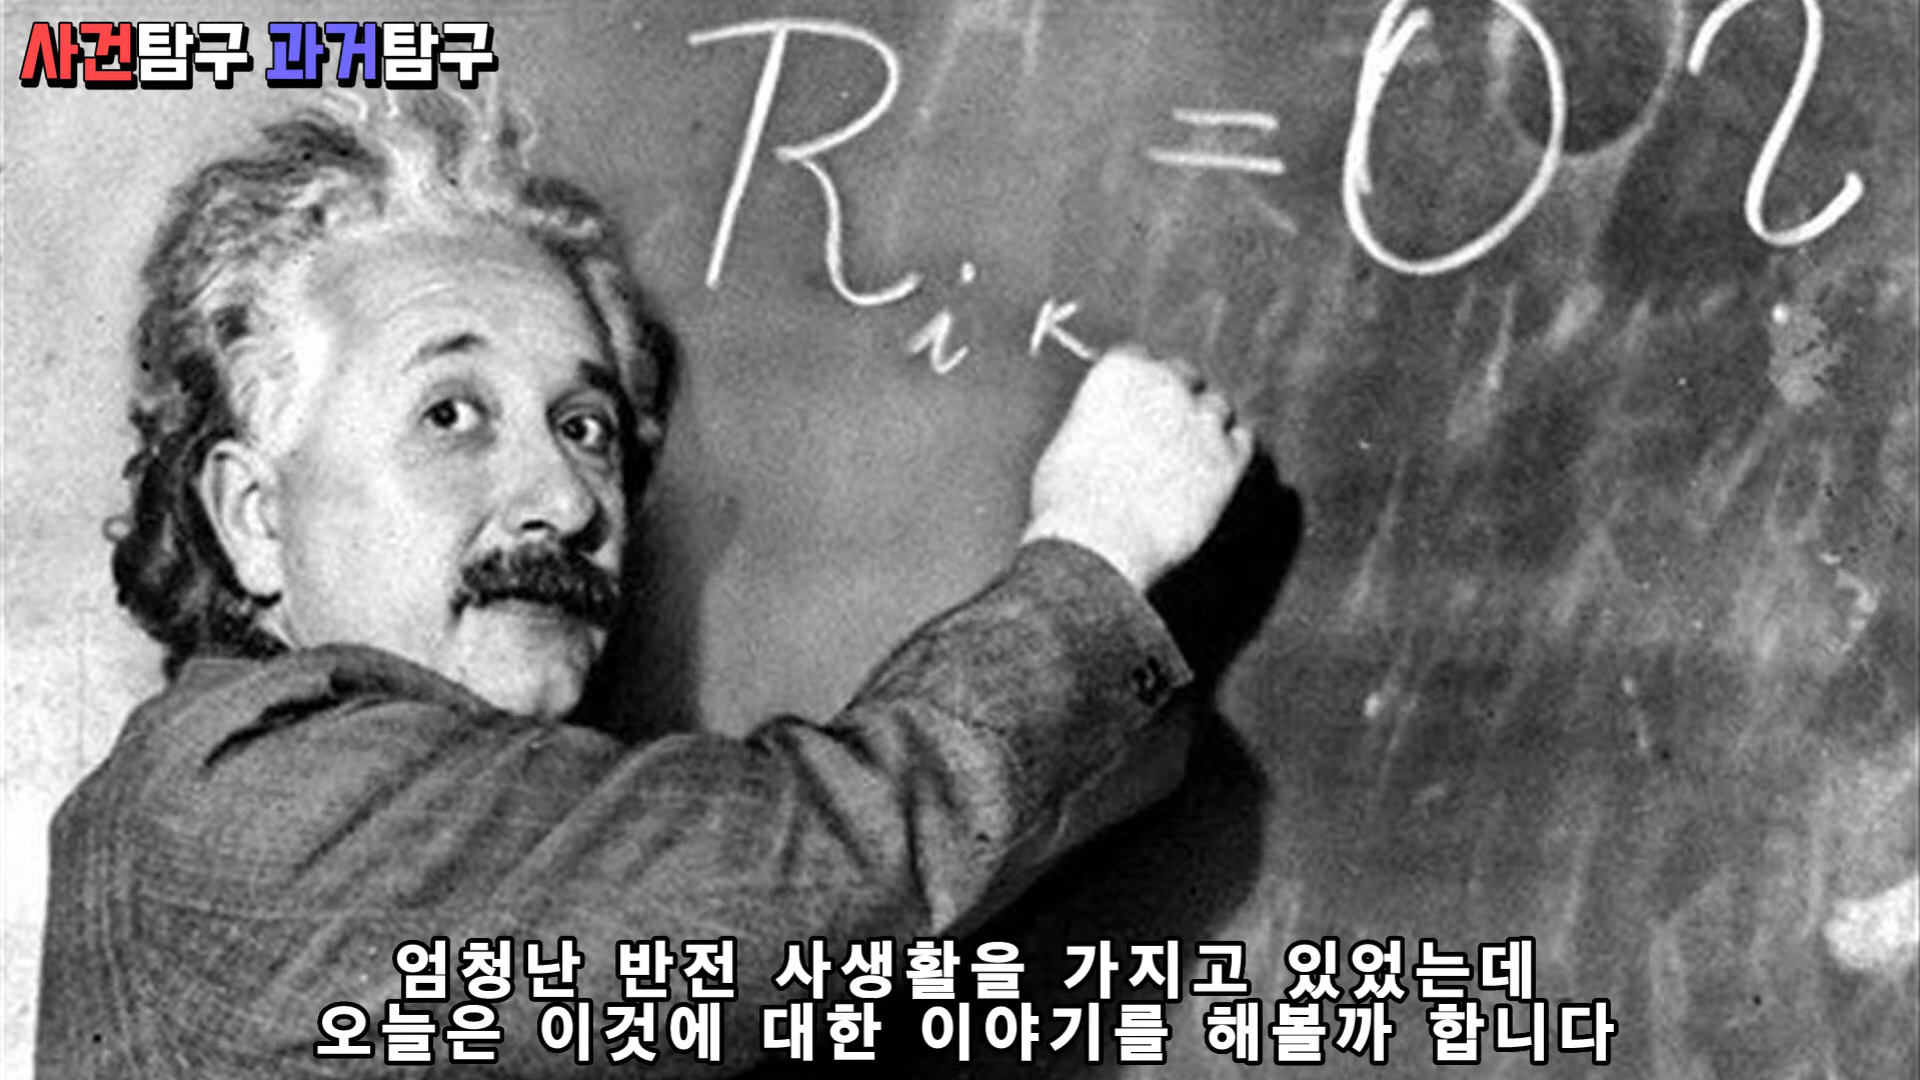 사건탐구 과거탐구
R i k = 0 ?
엄청난 반전 사생활을 가지고 있었는데
오늘은 이것에 대한 이야기를 해볼까 합니다